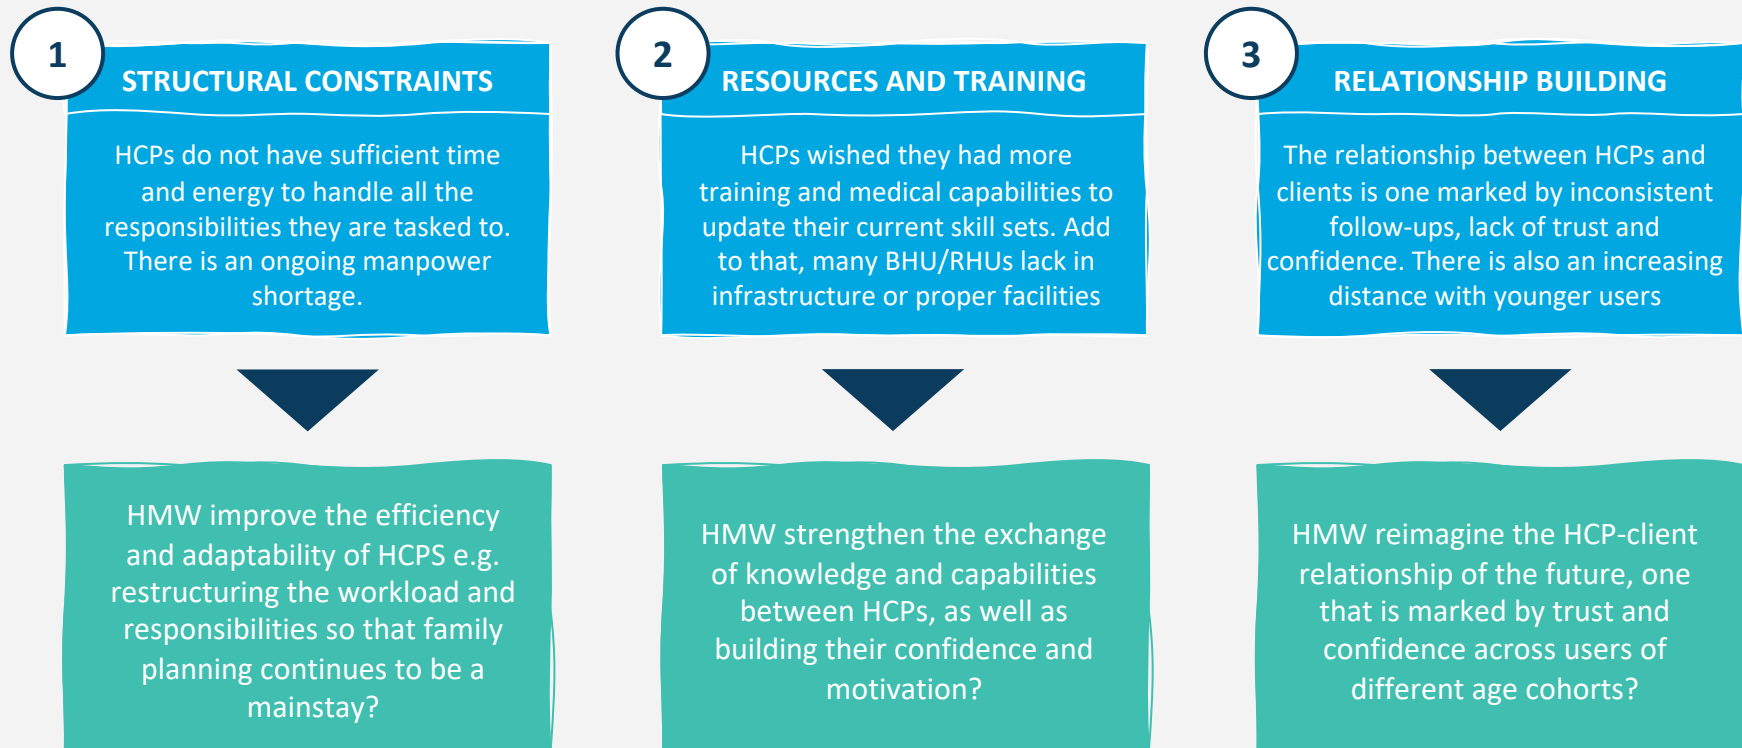 1
STRUCTURAL CONSTRAINTS
HCPs do not have sufficient time
and energy to handle all the
responsibilities they are tasked to.
There is an ongoing manpower
shortage.
HMW improve the efficiency
and adaptability of HCPS e.g.
restructuring the workload and
responsibilities so that family
planning continues to be a
mainstay?
2
RESOURCES AND TRAINING
HCPs wished they had more
training and medical capabilities to
update their current skill sets. Add
to that, many BHU/RHUs lack in
infrastructure or proper facilities
HMW strengthen the exchange
of knowledge and capabilities
between HCPs, as well as
building their confidence and
motivation?
3
RELATIONSHIP BUILDING
The relationship between HCPs and
clients is one marked by inconsistent
follow-ups, lack of trust and
confidence. There is also an increasing
distance with younger users
HMW reimagine the HCP-client
relationship of the future, one
that is marked by trust and
confidence across users of
different age cohorts?